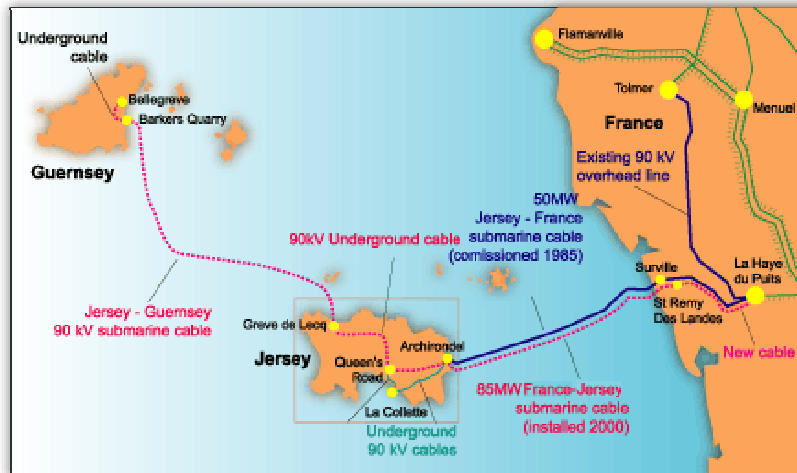 Underground
cable
Bellegreve
Barkers Quarry
Guernsey
Flamanville
Tolmer
Menuel
France
Existing 90 kV
overhead line
50MW
Jersey - France
submarine cable
(comissioned 1985)
90kV Underground cable
Jersey - Guernsey
90 kV submarine cable
Surville
La Haye
du Puits
St Remy
Des Landes
New cable
Greve de Lecq
Jersey
Archirondel
Queen's
Road
La Collette
85MW France-Jersey
submarine cable
(installed 2000)
Underground
90 kV cables